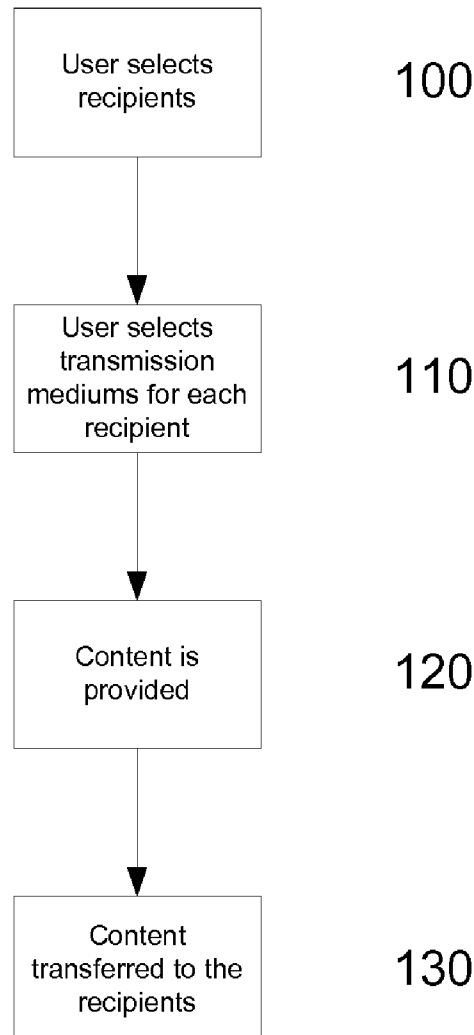 User selects
recipients
100
User selects
transmission
mediums for each
recipient
110
Content is
provided
120
Content
transferred to the
recipients
130